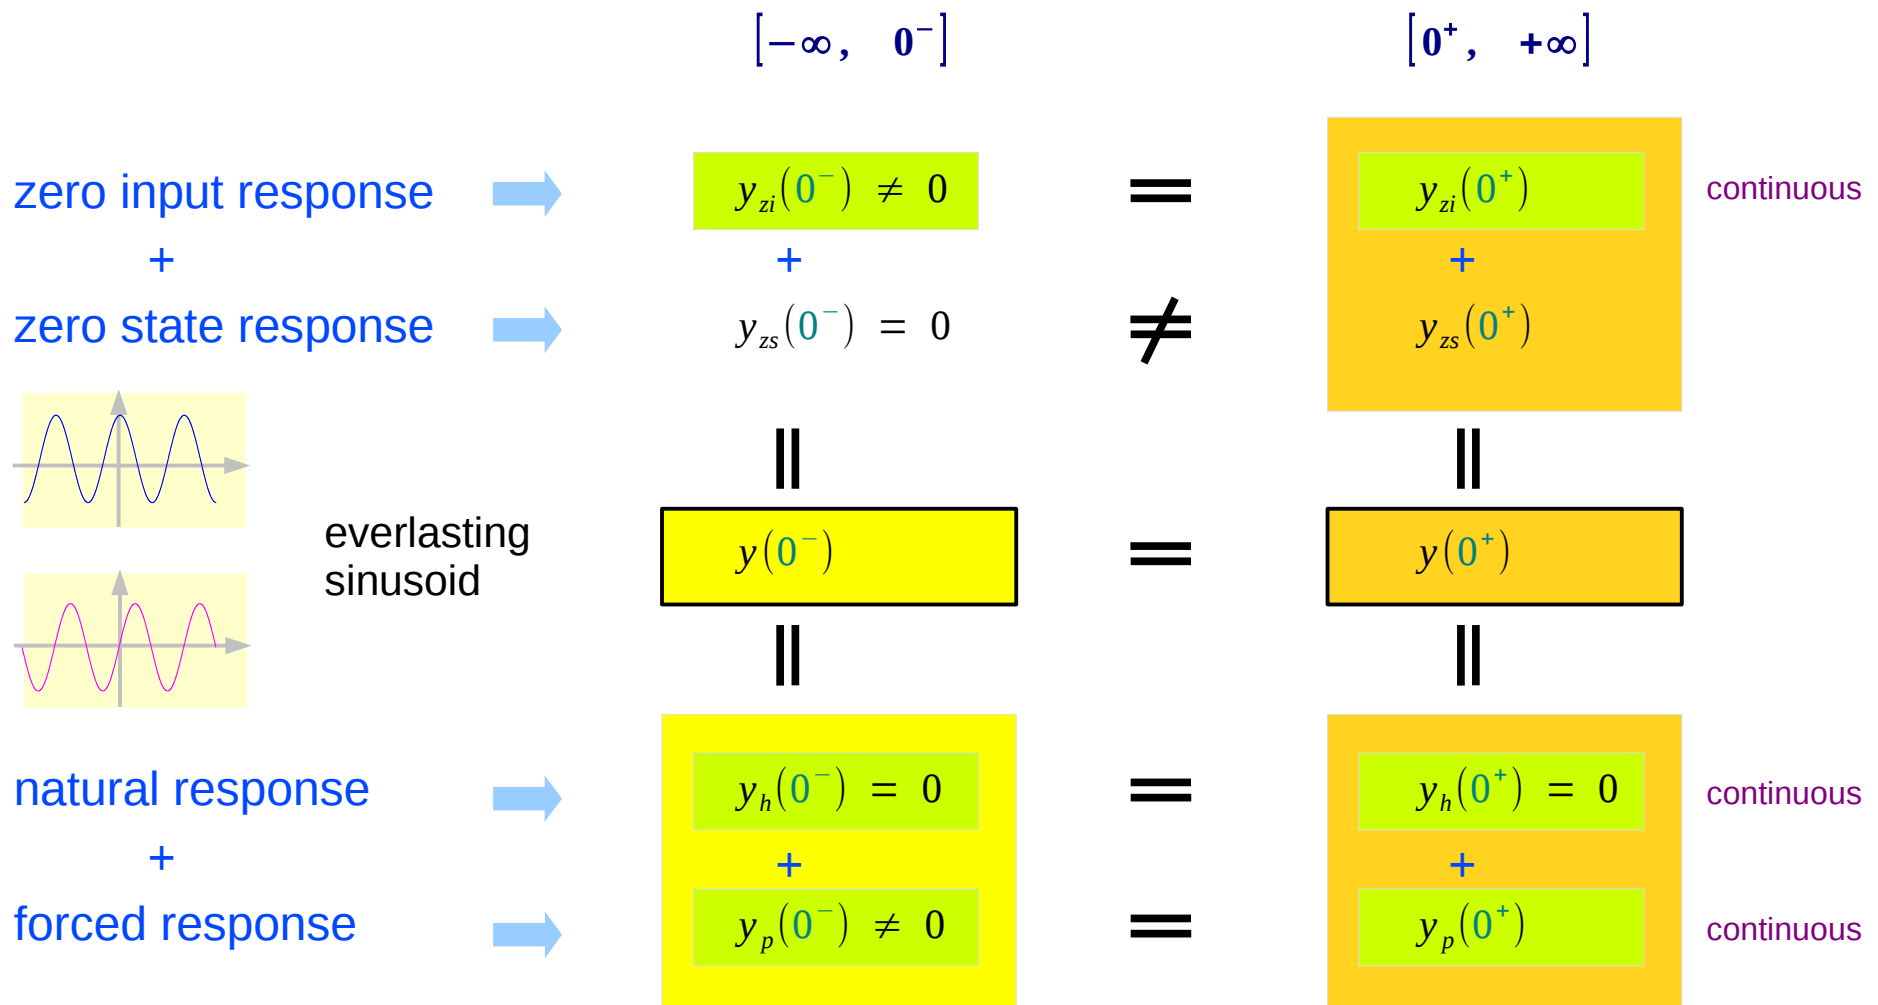 [−∞, 0⁻] [0⁺, +∞]
zero input response y_zi(0⁻) ≠ 0 = y_zi(0⁺) continuous
+ + +
zero state response y_zs(0⁻) = 0 ≠ y_zs(0⁺)
= =
everlasting
sinusoid
y(0⁻) = y(0⁺)
= =
natural response y_h(0⁻) = 0 = y_h(0⁺) = 0 continuous
+ + +
forced response y_p(0⁻) ≠ 0 = y_p(0⁺) continuous